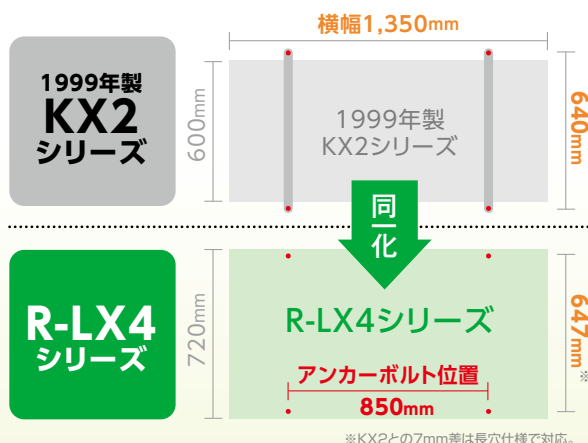 横幅1,350mm
1999年製
KX2
シリーズ
600mm
1999年製
KX2シリーズ
640mm
同一化
R-LX4
シリーズ
720mm
R-LX4シリーズ
647mm※
アンカーボルト位置
850mm
※KX2との7mm差は長穴仕様で対応。